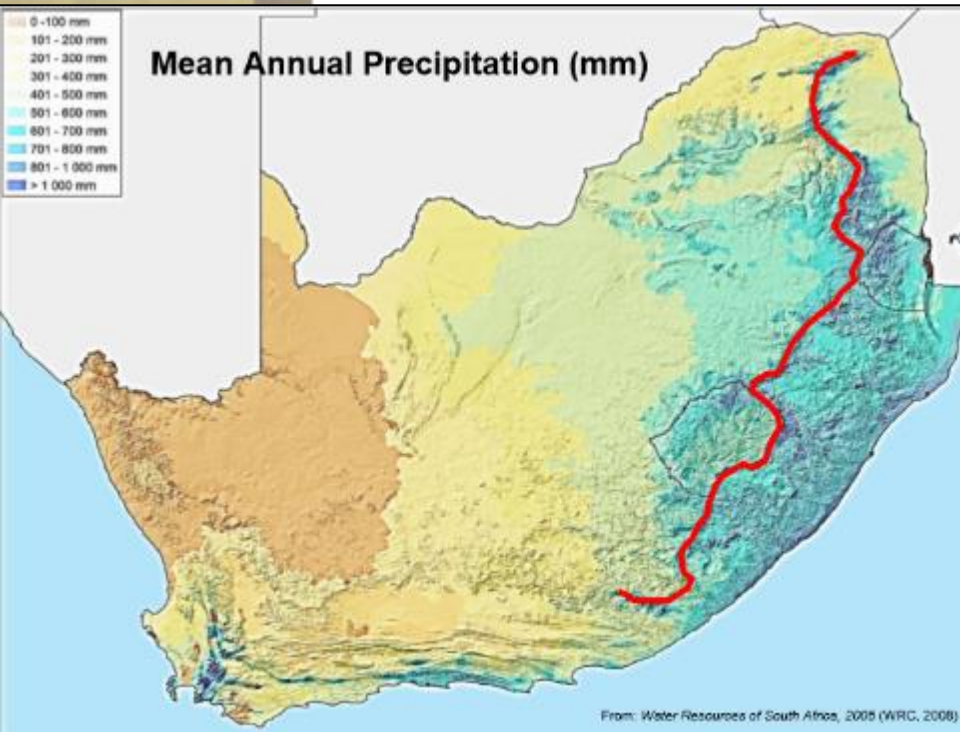 0 -100 mm
101 - 200 mm
201 - 300 mm
301 - 400 mm
401 - 500 mm
501 - 600 mm
601 - 700 mm
701 - 800 mm
801 - 1 000 mm
> 1 000 mm
Mean Annual Precipitation (mm)
From: Water Resources of South Africa, 2005 (WRC, 2008)